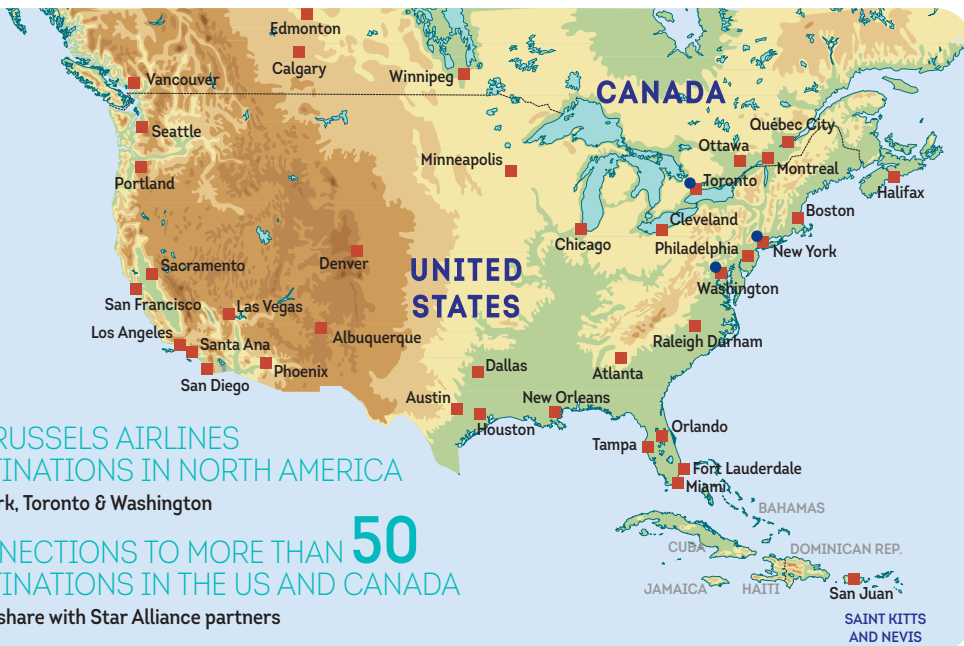 Edmonton
Calgary
Winnipeg
Vancouver
CANADA
Québec City
Seattle
Ottawa
Minneapolis
Montreal
Portland
Toronto
Halifax
Boston
Cleveland
Chicago
Philadelphia
New York
Sacramento
Denver
UNITED
STATES
Washington
San Francisco
Las Vegas
Los Angeles
Santa Ana
Albuquerque
Raleigh Durham
Phoenix
Dallas
Atlanta
San Diego
Austin
New Orleans
Houston
Orlando
Tampa
Fort Lauderdale
Miami
RUSSELS AIRLINES
TINATIONS IN NORTH AMERICA
rk, Toronto & Washington
NNECTIONS TO MORE THAN 50
TINATIONS IN THE US AND CANADA
share with Star Alliance partners
BAHAMAS
CUBA
DOMINICAN REP.
JAMAICA
HAITI
San Juan
SAINT KITTS
AND NEVIS